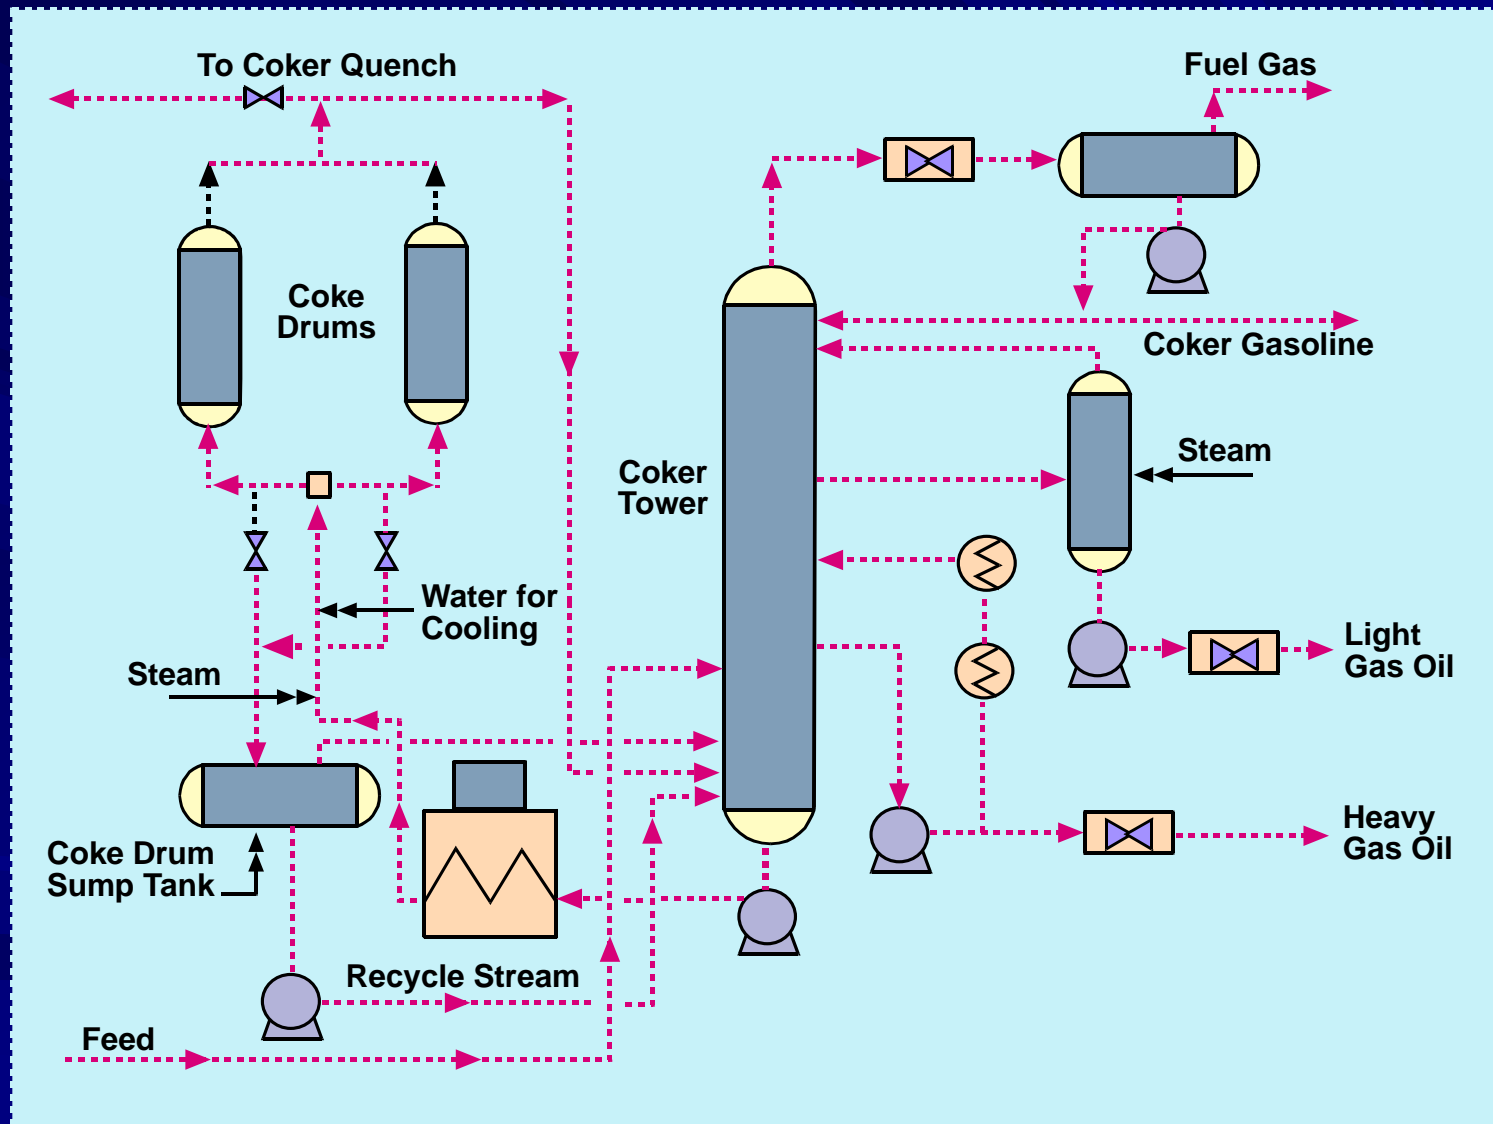 To Coker Quench
Fuel Gas
Coke
Drums
Coker Gasoline
Coker
Tower
Steam
Water for
Cooling
Light
Gas Oil
Steam
Heavy
Gas Oil
Coke Drum
Sump Tank
Recycle Stream
Feed